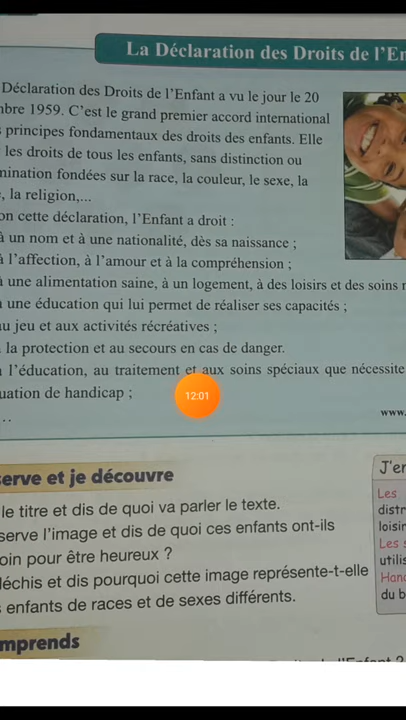 La Déclaration des Droits de l'En
Déclaration des Droits de l'Enfant a vu le jour le 20
mbre 1959. C'est le grand premier accord international
principes fondamentaux des droits des enfants. Elle
les droits de tous les enfants, sans distinction ou
mination fondées sur la race, la couleur, le sexe, la
, la religion,...
on cette déclaration, l'Enfant a droit :
à un nom et à une nationalité, dès sa naissance ;
à l'affection, à l'amour et à la compréhension ;
à une alimentation saine, à un logement, à des loisirs et des soins
une éducation qui lui permet de réaliser ses capacités ;
au jeu et aux activités récréatives ;
la protection et au secours en cas de danger.
l'éducation, au traitement et aux soins spéciaux que nécessite
uation de handicap ;
12:01
...
www.
serve et je découvre
le titre et dis de quoi va parler le texte.
serve l'image et dis de quoi ces enfants ont-ils
oin pour être heureux ?
léchis et dis pourquoi cette image représente-t-elle
enfants de races et de sexes différents.
J'en
Les
distr
loisir
Les s
utilis
Hand
du b
mprends